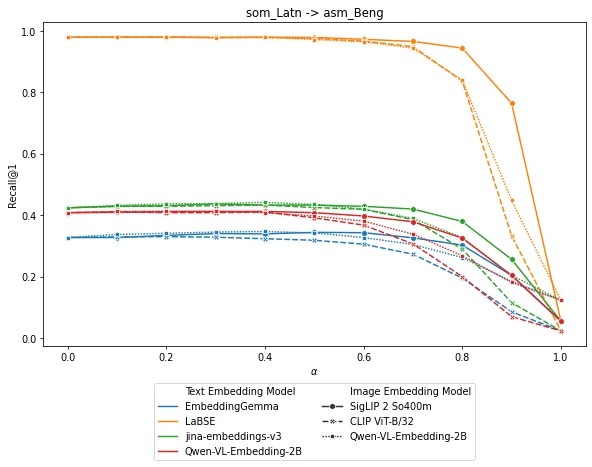 som_Latn -> asm_Beng
1.0
0.8
0.6
0.4
0.2
0.0
Recall@1
0.0 0.2 0.4 0.6 0.8 1.0
α
Text Embedding Model Image Embedding Model
EmbeddingGemma SigLIP 2 So400m
LaBSE CLIP ViT-B/32
jina-embeddings-v3 Qwen-VL-Embedding-2B
Qwen-VL-Embedding-2B